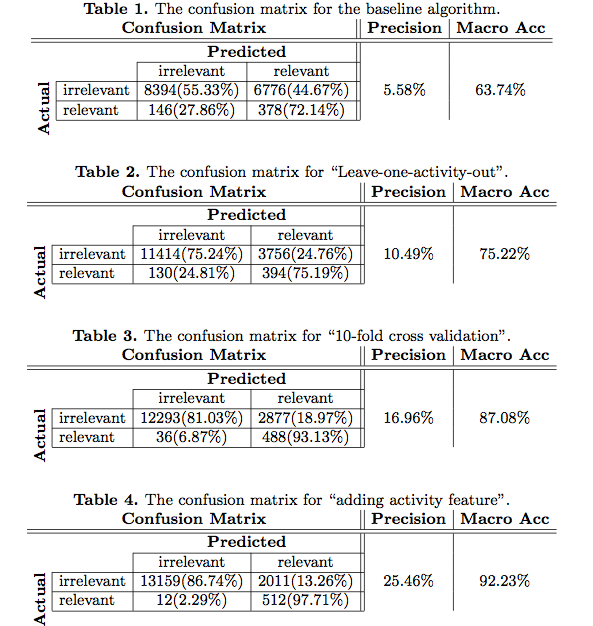 Table 1. The confusion matrix for the baseline algorithm.
Confusion Matrix Precision Macro Acc
Predicted
irrelevant relevant
Actual irrelevant 8394(55.33%) 6776(44.67%) 5.58% 63.74%
relevant 146(27.86%) 378(72.14%)
Table 2. The confusion matrix for “Leave-one-activity-out”.
Confusion Matrix Precision Macro Acc
Predicted
irrelevant relevant
Actual irrelevant 11414(75.24%) 3756(24.76%) 10.49% 75.22%
relevant 130(24.81%) 394(75.19%)
Table 3. The confusion matrix for “10-fold cross validation”.
Confusion Matrix Precision Macro Acc
Predicted
irrelevant relevant
Actual irrelevant 12293(81.03%) 2877(18.97%) 16.96% 87.08%
relevant 36(6.87%) 488(93.13%)
Table 4. The confusion matrix for “adding activity feature”.
Confusion Matrix Precision Macro Acc
Predicted
irrelevant relevant
Actual irrelevant 13159(86.74%) 2011(13.26%) 25.46% 92.23%
relevant 12(2.29%) 512(97.71%)